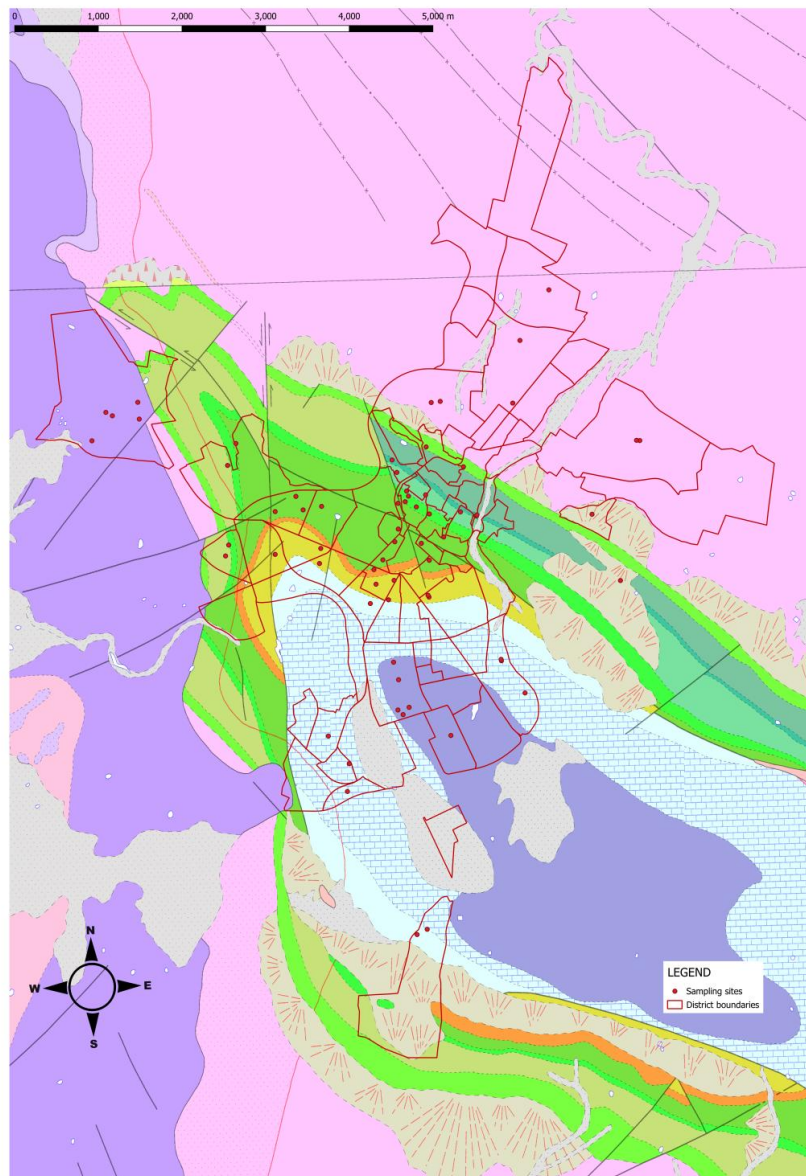 0 1,000 2,000 3,000 4,000 5,000 m
N
W E
S
LEGEND
Sampling sites
District boundaries